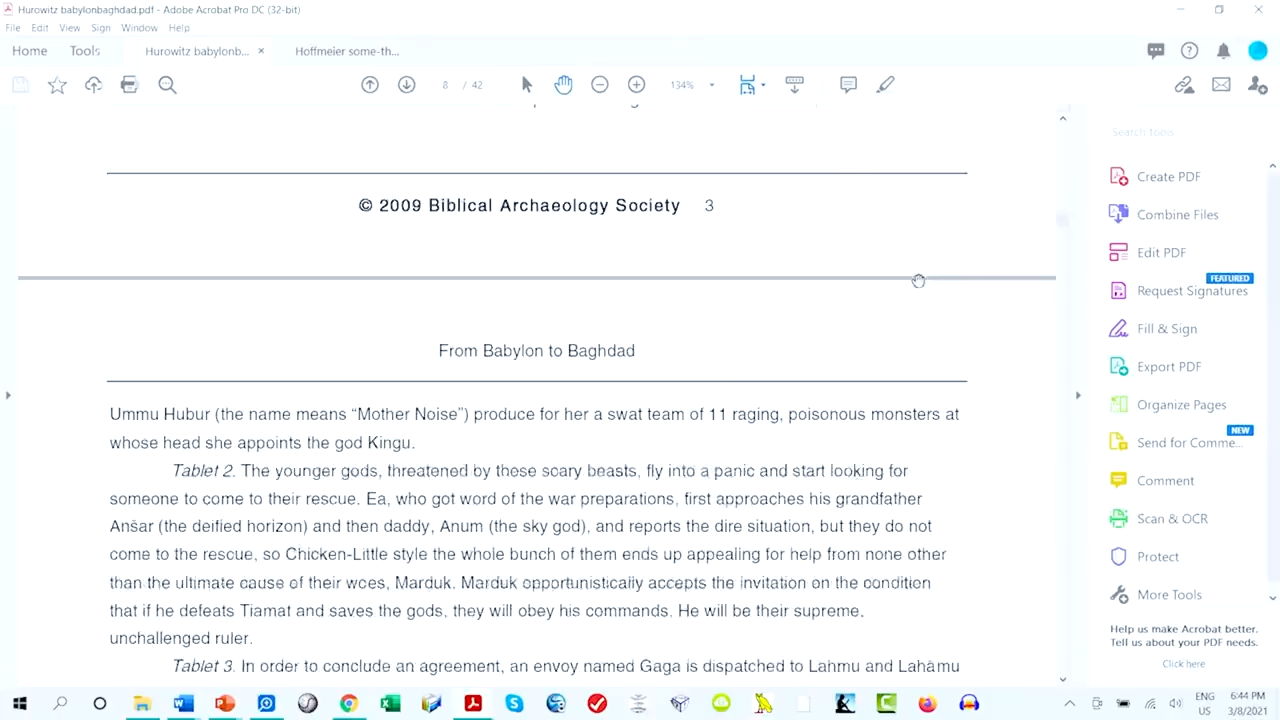 Hurowitz babylonbaghdad.pdf - Adobe Acrobat Pro DC (32-bit)
File Edit View Sign Window Help
Home Tools Hurowitz babylonb... × Hoffmeier some-th...
8 / 42 134%
© 2009 Biblical Archaeology Society 3
From Babylon to Baghdad
Ummu Hubur (the name means “Mother Noise”) produce for her a swat team of 11 raging, poisonous monsters at
whose head she appoints the god Kingu.
Tablet 2. The younger gods, threatened by these scary beasts, fly into a panic and start looking for
someone to come to their rescue. Ea, who got word of the war preparations, first approaches his grandfather
Anšar (the deified horizon) and then daddy, Anum (the sky god), and reports the dire situation, but they do not
come to the rescue, so Chicken-Little style the whole bunch of them ends up appealing for help from none other
than the ultimate cause of their woes, Marduk. Marduk opportunistically accepts the invitation on the condition
that if he defeats Tiamat and saves the gods, they will obey his commands. He will be their supreme,
unchallenged ruler.
Tablet 3. In order to conclude an agreement, an envoy named Gaga is dispatched to Lahmu and Lahāmu
Search tools
Create PDF
Combine Files
Edit PDF
FEATURED
Request Signatures
Fill & Sign
Export PDF
Organize Pages
NEW
Send for Comme...
Comment
Scan & OCR
Protect
More Tools
Help us make Acrobat better.
Tell us about your PDF needs.
Click here
ENG
US
6:44 PM
3/8/2021